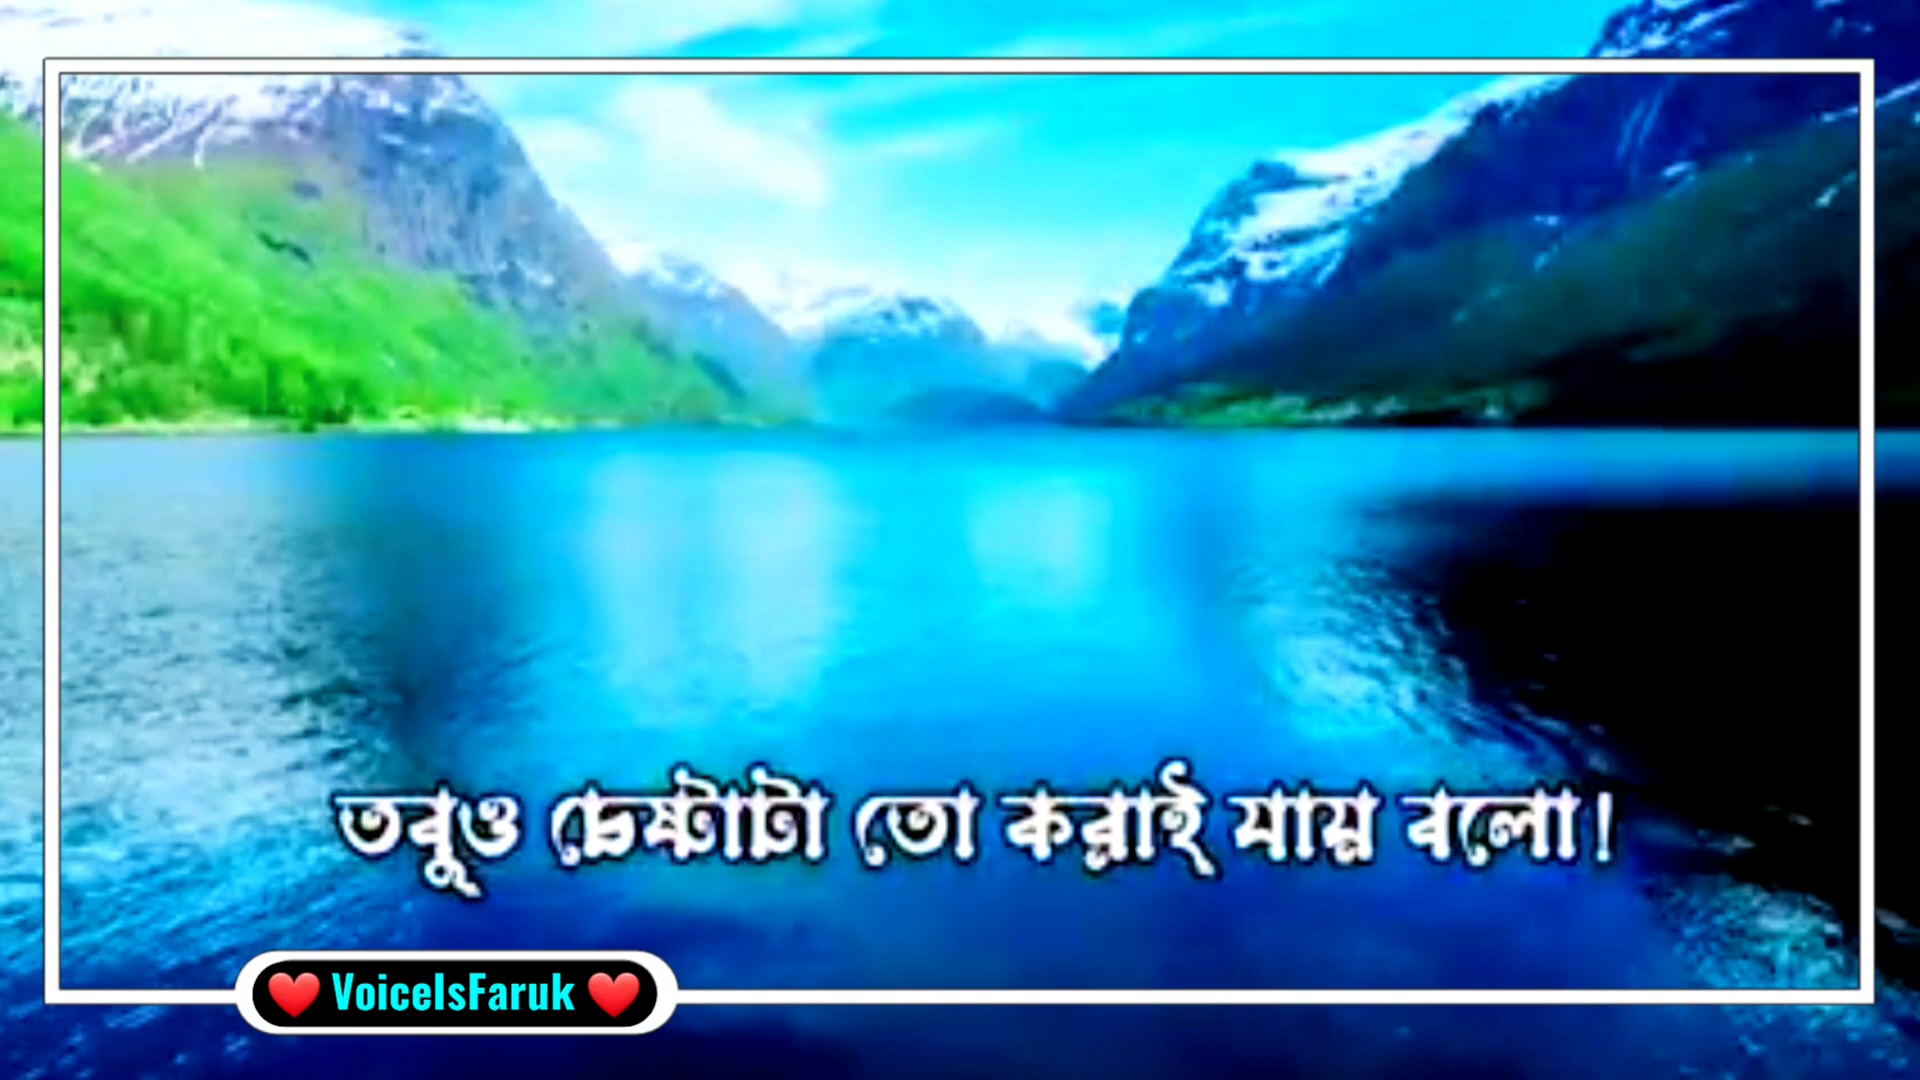 তবুও চেষ্টাটা তো করাই যায় বলো!
❤️ VoiceIsFaruk ❤️